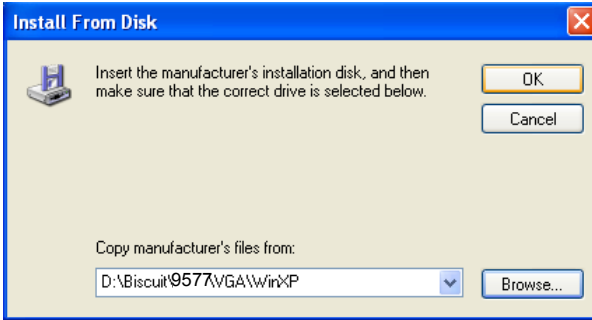 Install From Disk
Insert the manufacturer's installation disk, and then
make sure that the correct drive is selected below.
OK
Cancel
Copy manufacturer's files from:
D:\Biscuit\9577\VGA\WinXP
Browse...